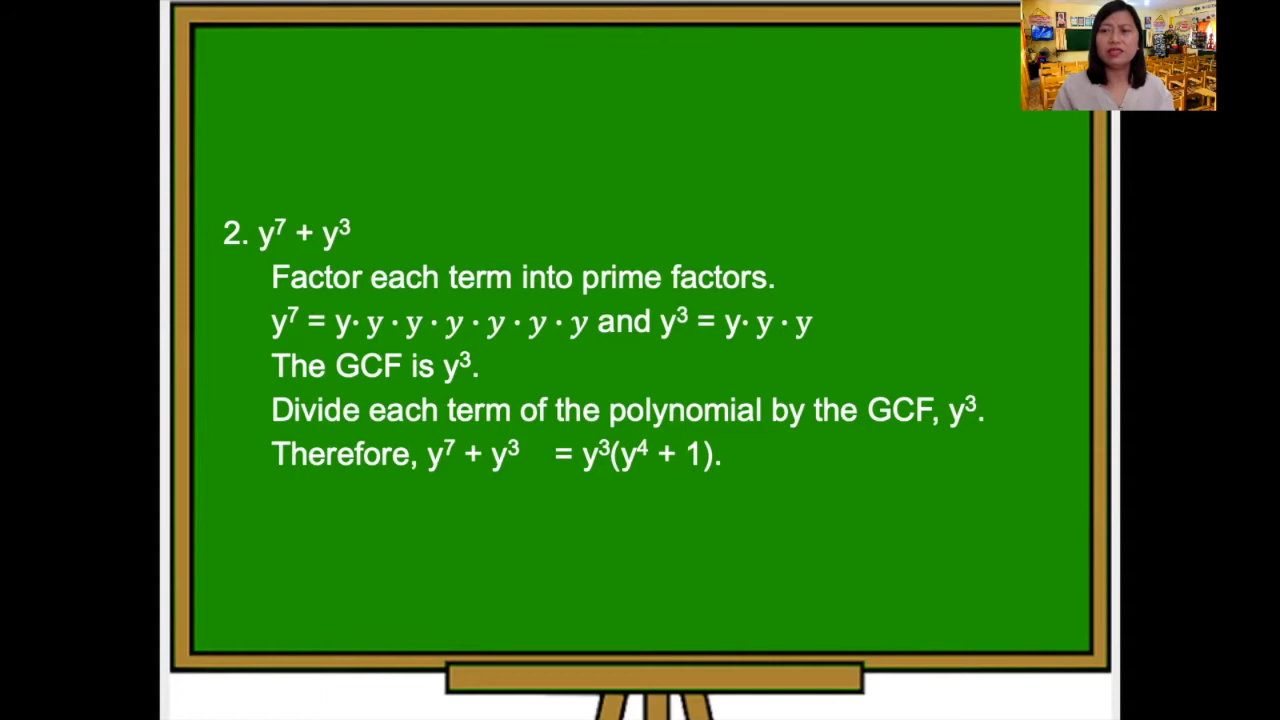 2. y⁷ + y³
Factor each term into prime factors.
y⁷ = y· y · y · y · y · y · y and y³ = y· y · y
The GCF is y³.
Divide each term of the polynomial by the GCF, y³.
Therefore, y⁷ + y³ = y³(y⁴ + 1).